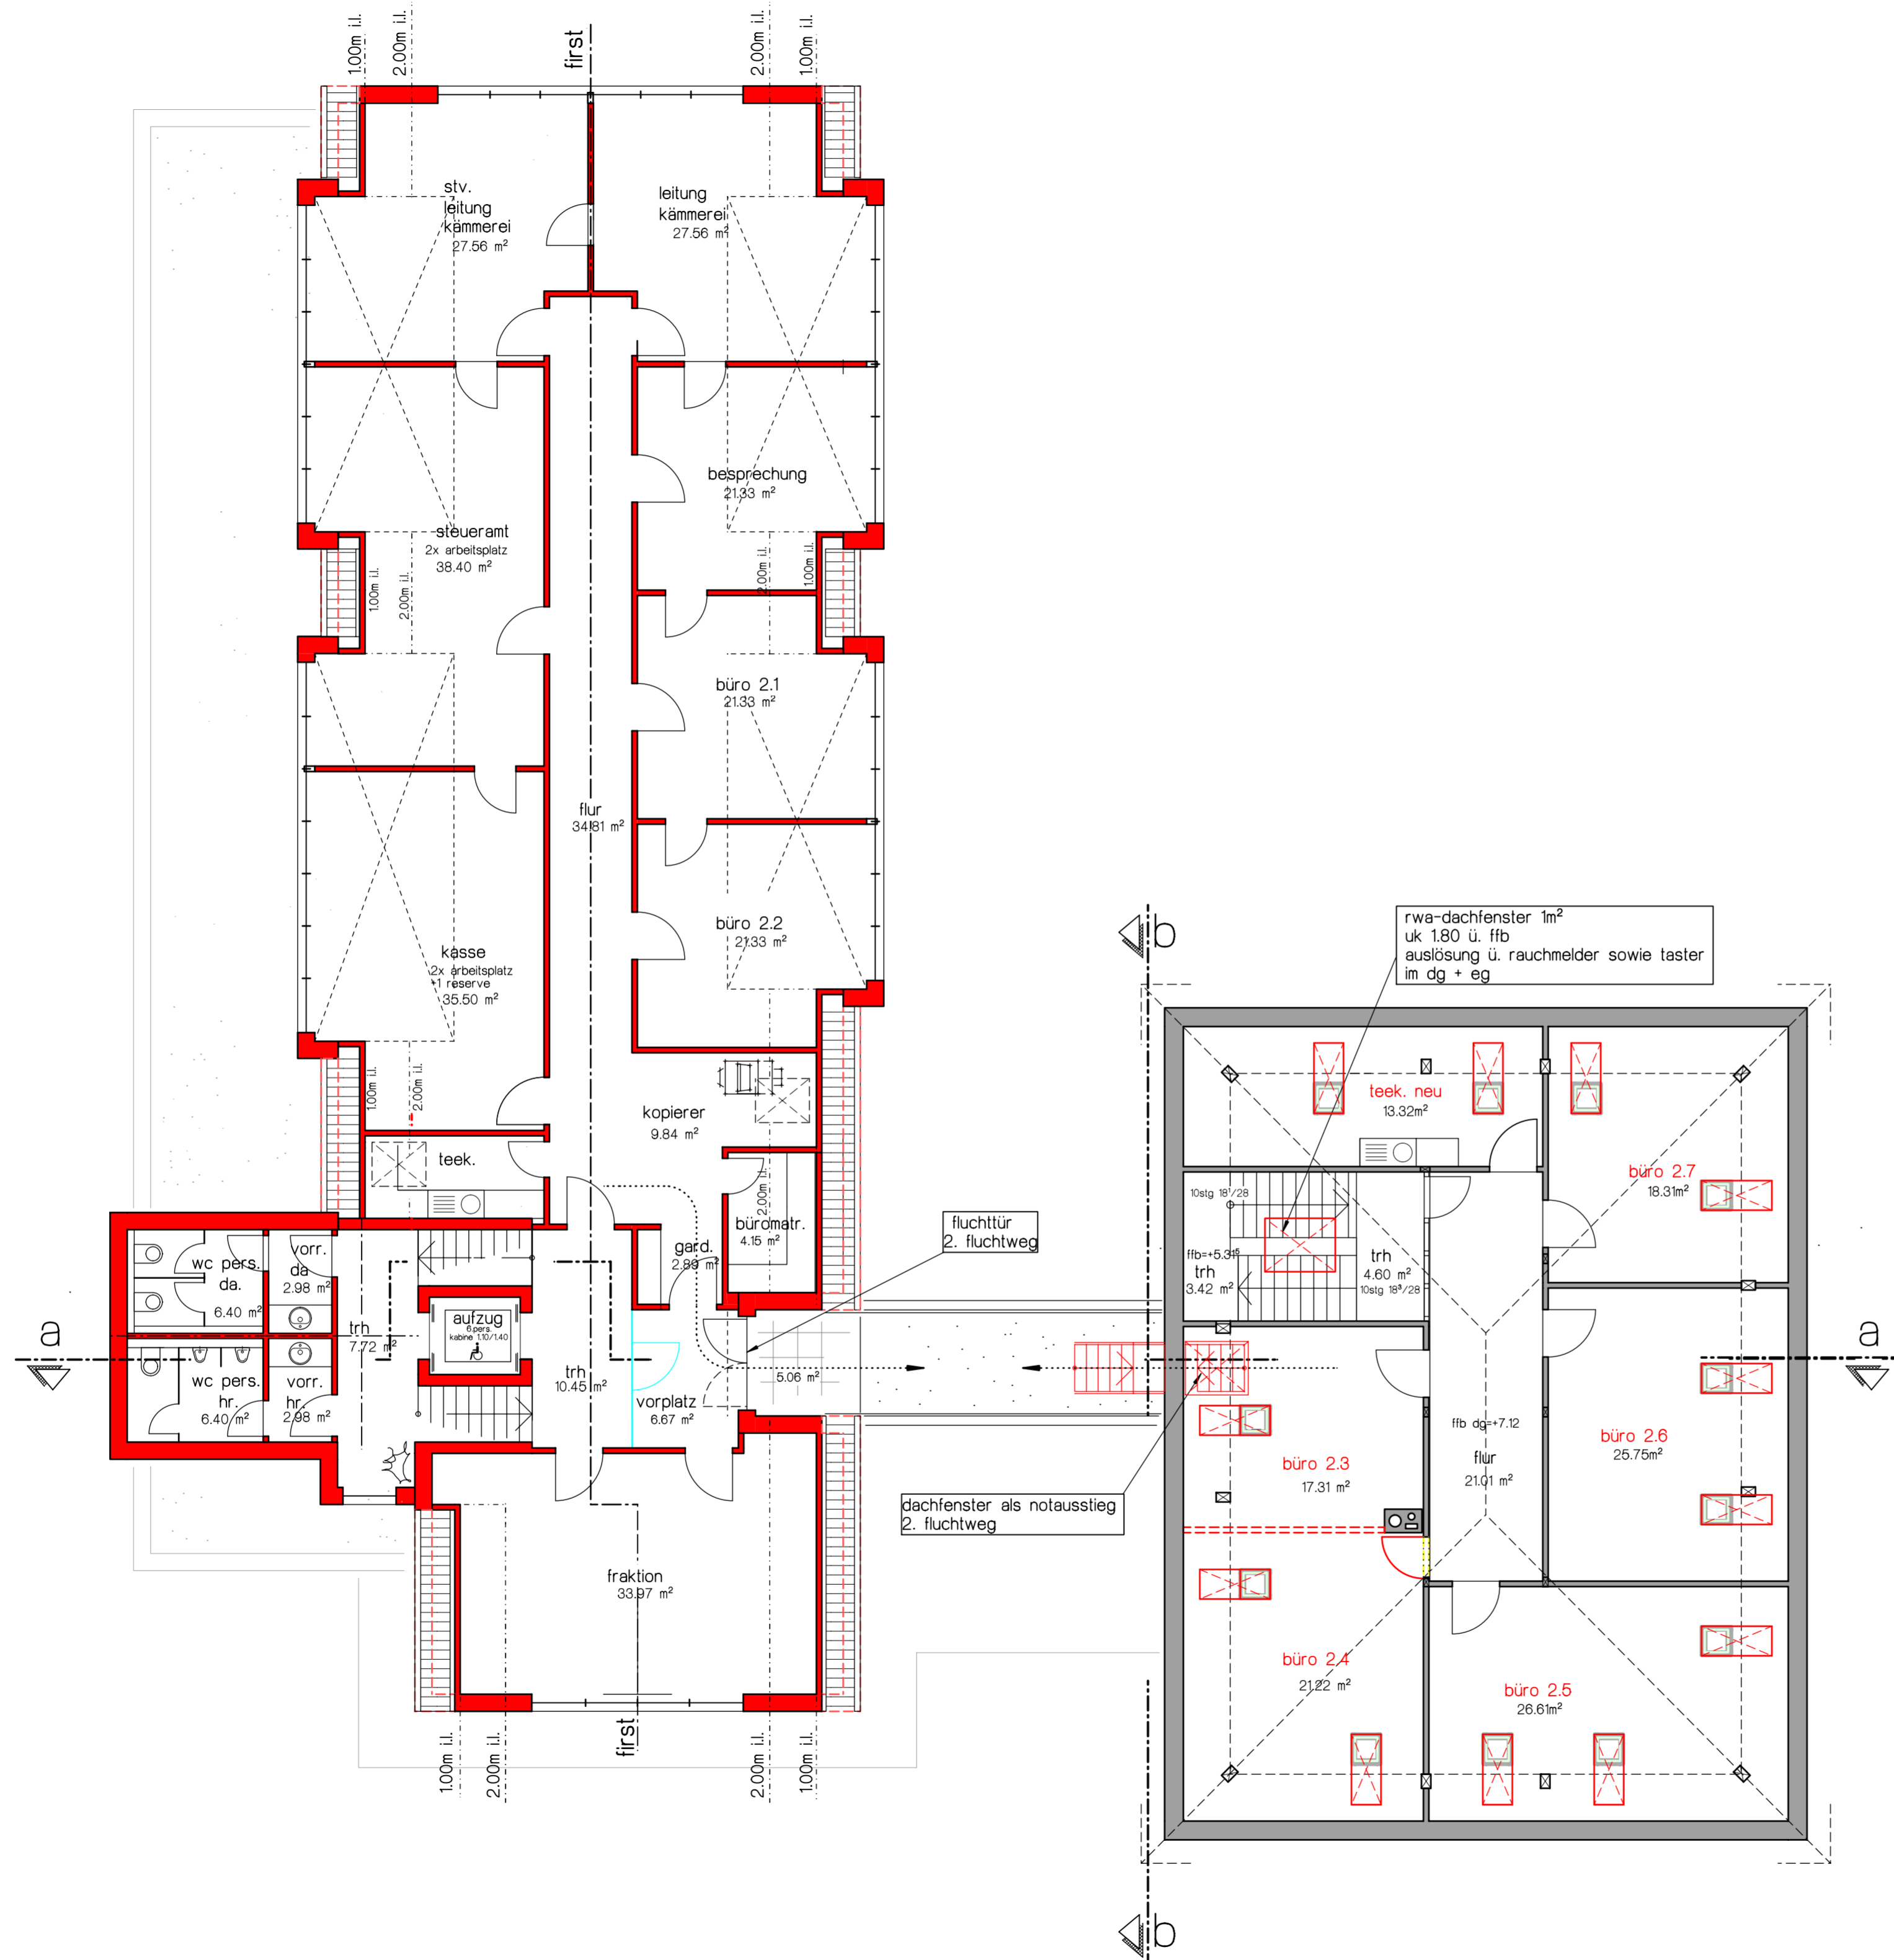 1.00m i.l.
2.00m i.l.
first
2.00m i.l.
1.00m i.l.
stv.
leitung
kämmerei
27.56 m²
leitung
kämmerei
27.56 m²
besprechung
21.33 m²
steueramt
2x arbeitsplatz
38.40 m²
1.00m i.l.
2.00m i.l.
2.00m i.l.
1.00m i.l.
büro 2.1
21.33 m²
flur
34.81 m²
büro 2.2
21.33 m²
kasse
2x arbeitsplatz
+1 reserve
35.50 m²
1.00m i.l.
2.00m i.l.
kopierer
9.84 m²
teek.
2.00m i.l.
büromatr.
4.15 m²
gard.
2.89 m²
fluchttür
2. fluchtweg
wc pers.
da.
6.40 m²
vorr.
da
2.98 m²
trh
7.72 m²
aufzug
6.pers.
kabine 1.10/1.40
wc pers.
hr.
6.40 m²
vorr.
hr.
2.98 m²
trh
10.45 m²
vorplatz
6.67 m²
5.06 m²
a
fraktion
33.97 m²
dachfenster als notausstieg
2. fluchtweg
1.00m i.l.
2.00m i.l.
first
2.00m i.l.
1.00m i.l.
b
rwa-dachfenster 1m²
uk 1.80 ü. ffb
auslösung ü. rauchmelder sowie taster
im dg + eg
teek. neu
13.32m²
büro 2.7
18.31m²
10stg 18¹/28
ffb=+5.31⁵
trh
3.42 m²
trh
4.60 m²
10stg 18⁹/28
a
ffb dg=+7.12
flur
21.01 m²
büro 2.6
25.75m²
büro 2.3
17.31 m²
büro 2.4
21.22 m²
büro 2.5
26.61m²
b